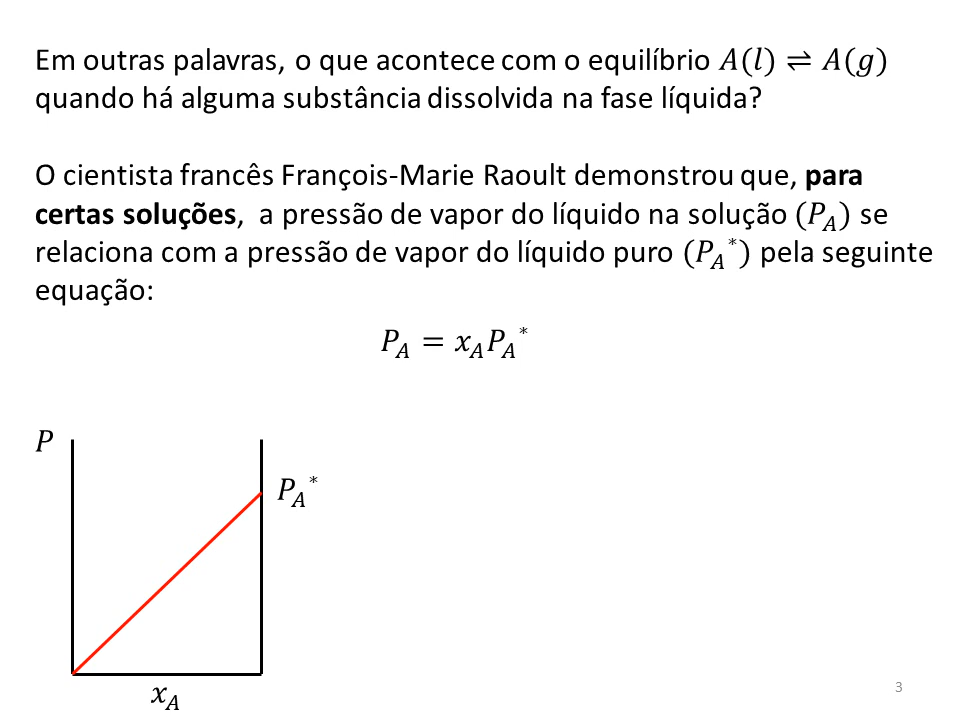 Em outras palavras, o que acontece com o equilíbrio 𝐴(𝑙) ⇌ 𝐴(𝑔)
quando há alguma substância dissolvida na fase líquida?
O cientista francês François-Marie Raoult demonstrou que, para
certas soluções, a pressão de vapor do líquido na solução (𝑃_𝐴) se
relaciona com a pressão de vapor do líquido puro (𝑃_𝐴^*) pela seguinte
equação:
𝑃_𝐴 = 𝑥_𝐴𝑃_𝐴^*
𝑃
𝑃_𝐴^*
𝑥_𝐴
3